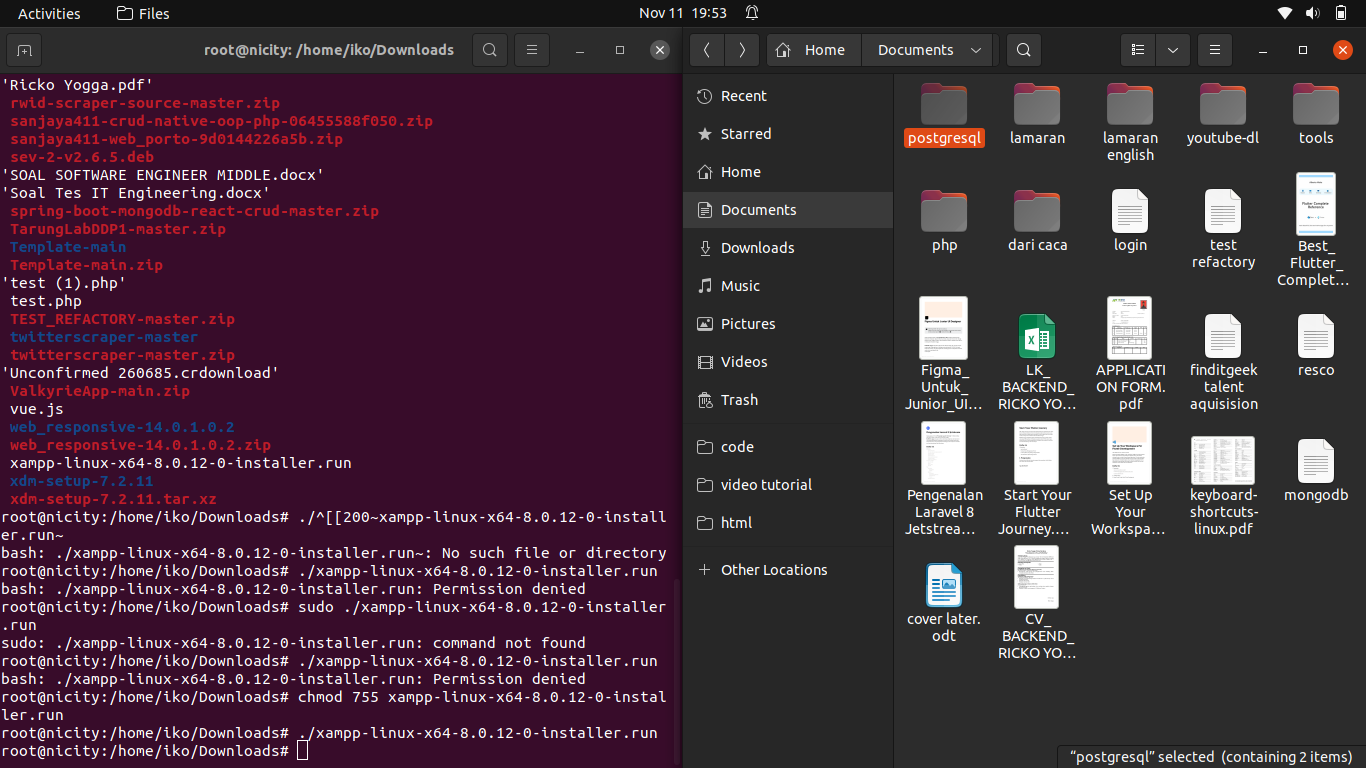 Activities
Files
Nov 11 19:53
root@nicity: /home/iko/Downloads
'Ricko Yogga.pdf'
rwid-scraper-source-master.zip
sanjaya411-crud-native-oop-php-06455588f050.zip
sanjaya411-web_porto-9d0144226a5b.zip
sev-2-v2.6.5.deb
'SOAL SOFTWARE ENGINEER MIDDLE.docx'
'Soal Tes IT Engineering.docx'
spring-boot-mongodb-react-crud-master.zip
TarungLabDDP1-master.zip
Template-main
Template-main.zip
'test (1).php'
test.php
TEST_REFACTORY-master.zip
twitterscraper-master
twitterscraper-master.zip
'Unconfirmed 260685.crdownload'
ValkyrieApp-main.zip
vue.js
web_responsive-14.0.1.0.2
web_responsive-14.0.1.0.2.zip
xampp-linux-x64-8.0.12-0-installer.run
xdm-setup-7.2.11
xdm-setup-7.2.11.tar.xz
root@nicity:/home/iko/Downloads# ./^[[200~xampp-linux-x64-8.0.12-0-install
er.run~
bash: ./xampp-linux-x64-8.0.12-0-installer.run~: No such file or directory
root@nicity:/home/iko/Downloads# ./xampp-linux-x64-8.0.12-0-installer.run
bash: ./xampp-linux-x64-8.0.12-0-installer.run: Permission denied
root@nicity:/home/iko/Downloads# sudo ./xampp-linux-x64-8.0.12-0-installer
.run
sudo: ./xampp-linux-x64-8.0.12-0-installer.run: command not found
root@nicity:/home/iko/Downloads# ./xampp-linux-x64-8.0.12-0-installer.run
bash: ./xampp-linux-x64-8.0.12-0-installer.run: Permission denied
root@nicity:/home/iko/Downloads# chmod 755 xampp-linux-x64-8.0.12-0-instal
ler.run
root@nicity:/home/iko/Downloads# ./xampp-linux-x64-8.0.12-0-installer.run
root@nicity:/home/iko/Downloads#
Home
Documents
Recent
Starred
Home
Documents
Downloads
Music
Pictures
Videos
Trash
code
video tutorial
html
Other Locations
postgresql
lamaran
lamaran
english
youtube-dl
tools
php
dari caca
login
test
refactory
Best_
Flutter_
Complet...
Figma_
Untuk_
Junior_UI...
LK_
BACKEND_
RICKO YO...
APPLICATI
ON FORM.
pdf
finditgeek
talent
aquisision
resco
Pengenalan
Laravel 8
Jetstrea...
Start Your
Flutter
Journey....
Set Up
Your
Workspa...
keyboard-
shortcuts-
linux.pdf
mongodb
cover later.
odt
CV_
BACKEND_
RICKO YO...
"postgresql" selected (containing 2 items)